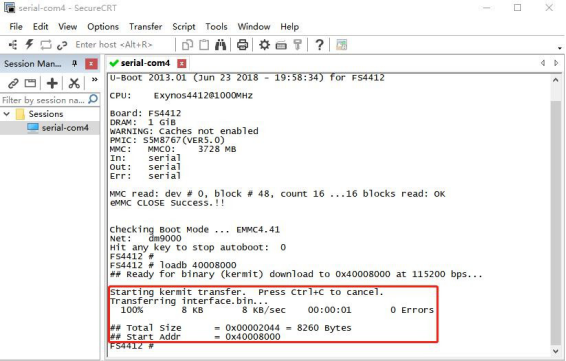 serial-com4 - SecureCRT
File Edit View Options Transfer Script Tools Window Help
Enter host <Alt+R>
Session Man...
serial-com4
Filter by session na...
Sessions
serial-com4
U-Boot 2013.01 (Jun 23 2018 - 19:58:34) for FS4412
CPU: Exynos4412@1000MHz
Board: FS4412
DRAM: 1 GiB
WARNING: Caches not enabled
PMIC: S5M8767(VER5.0)
MMC: MMC0: 3728 MB
In: serial
Out: serial
Err: serial
MMC read: dev # 0, block # 48, count 16 ...16 blocks read: OK
eMMC CLOSE Success.!!
Checking Boot Mode ... EMMC4.41
Net: dm9000
Hit any key to stop autoboot: 0
FS4412 #
FS4412 # loadb 40008000
## Ready for binary (kermit) download to 0x40008000 at 115200 bps...
Starting kermit transfer. Press Ctrl+C to cancel.
Transferring interface.bin...
100% 8 KB 8 KB/sec 00:00:01 0 Errors
## Total Size = 0x00002044 = 8260 Bytes
## Start Addr = 0x40008000
FS4412 #